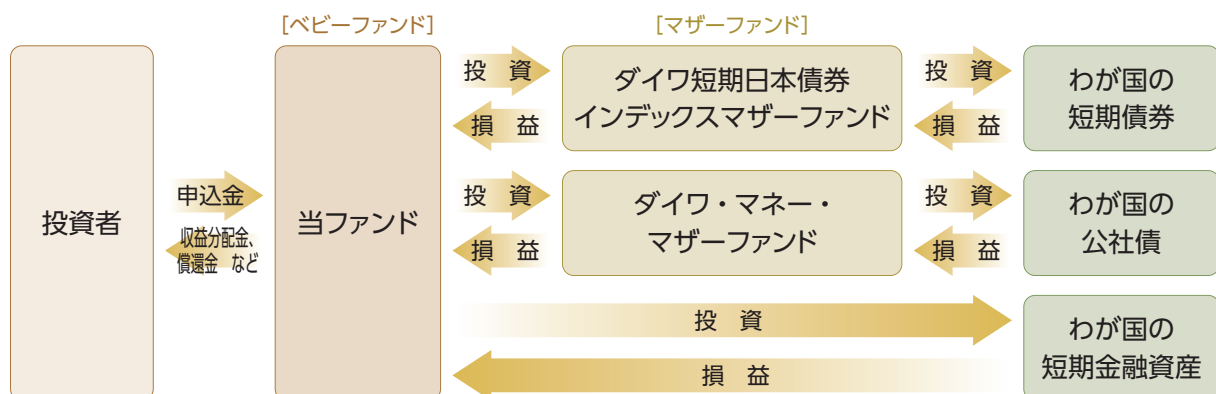 [ベビーファンド]
[マザーファンド]
投資者
申込金
収益分配金、
償還金 など
当ファンド
投 資
損 益
ダイワ短期日本債券
インデックスマザーファンド
投 資
損 益
わが国の
短期債券
投 資
損 益
ダイワ・マネー・
マザーファンド
投 資
損 益
わが国の
公社債
投 資
損 益
わが国の
短期金融資産